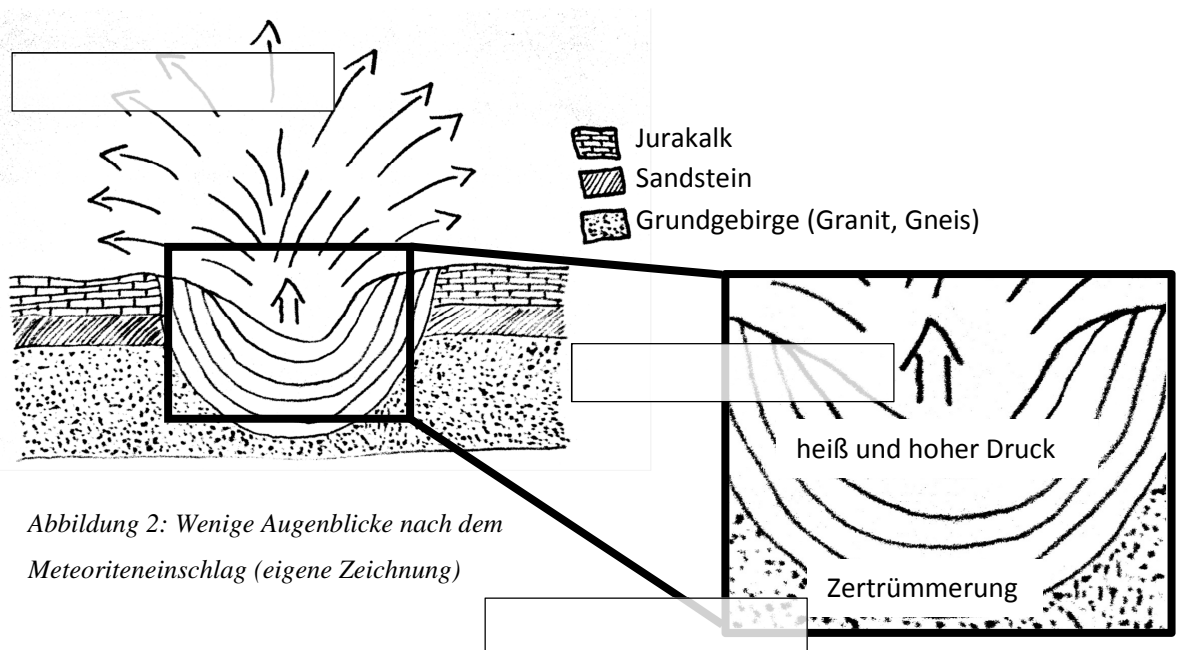 Jurakalk
Sandstein
Grundgebirge (Granit, Gneis)
heiß und hoher Druck
Zertrümmerung
Abbildung 2: Wenige Augenblicke nach dem
Meteoriteneinschlag (eigene Zeichnung)